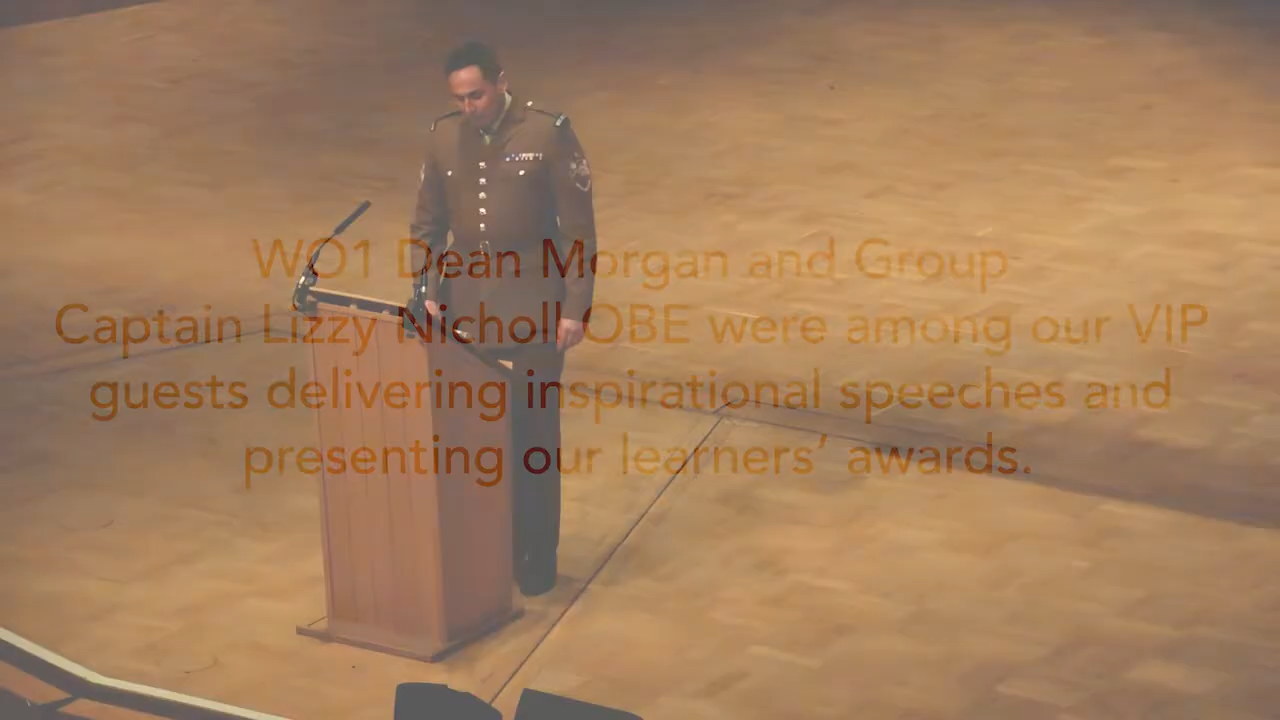 WO1 Dean Morgan and Group
Captain Lizzy Nicholl OBE were among our VIP
guests delivering inspirational speeches and
presenting our learners’ awards.